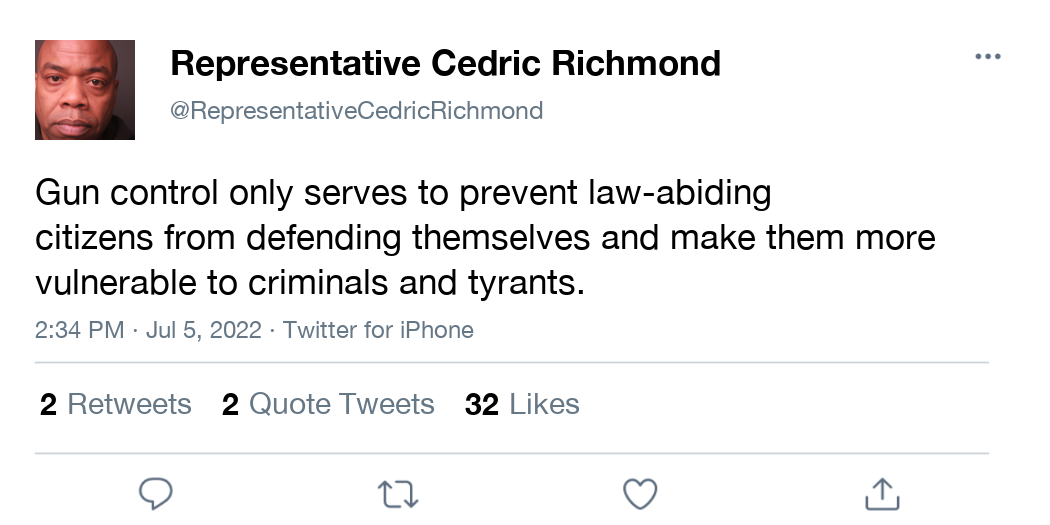 Representative Cedric Richmond
@RepresentativeCedricRichmond
Gun control only serves to prevent law-abiding
citizens from defending themselves and make them more
vulnerable to criminals and tyrants.
2:34 PM · Jul 5, 2022 · Twitter for iPhone
2 Retweets 2 Quote Tweets 32 Likes